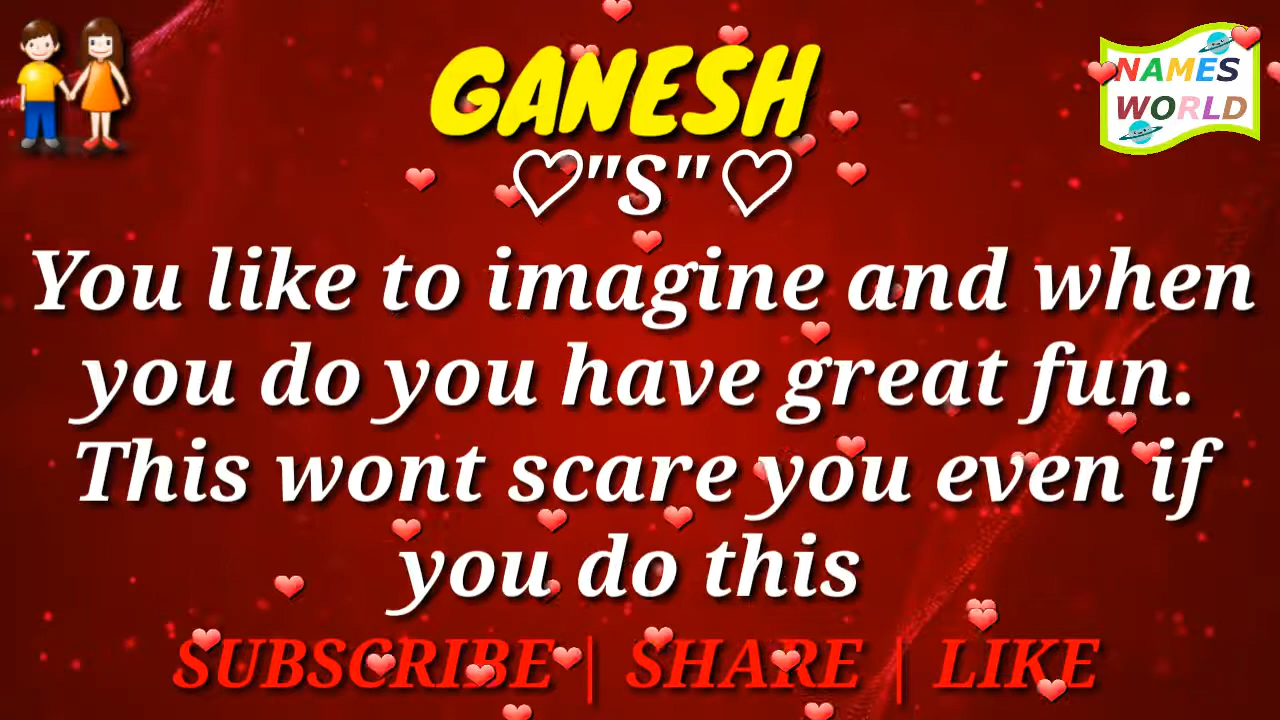 GANESH
NAMES
WORLD
♡"S"♡
You like to imagine and when
you do you have great fun.
This wont scare you even if
you do this
SUBSCRIBE | SHARE | LIKE